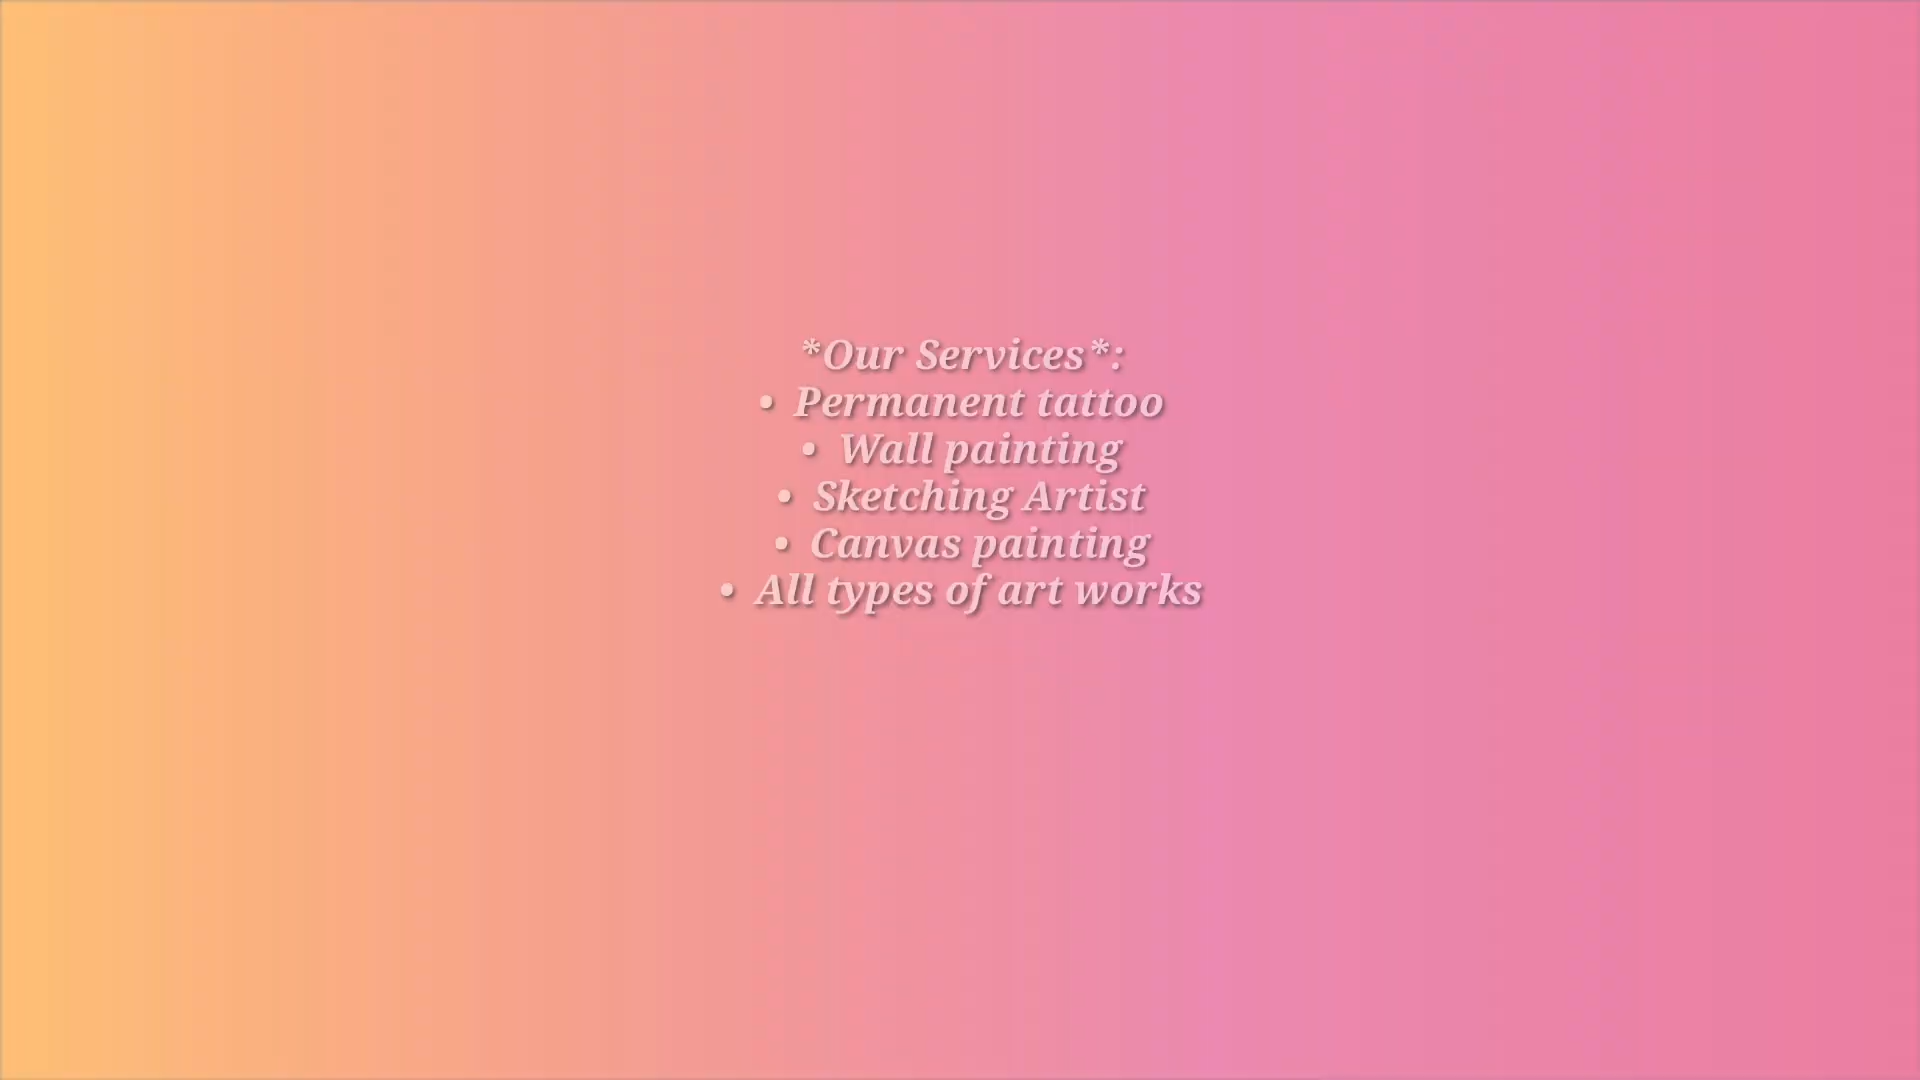 *Our Services*:
• Permanent tattoo
• Wall painting
• Sketching Artist
• Canvas painting
• All types of art works